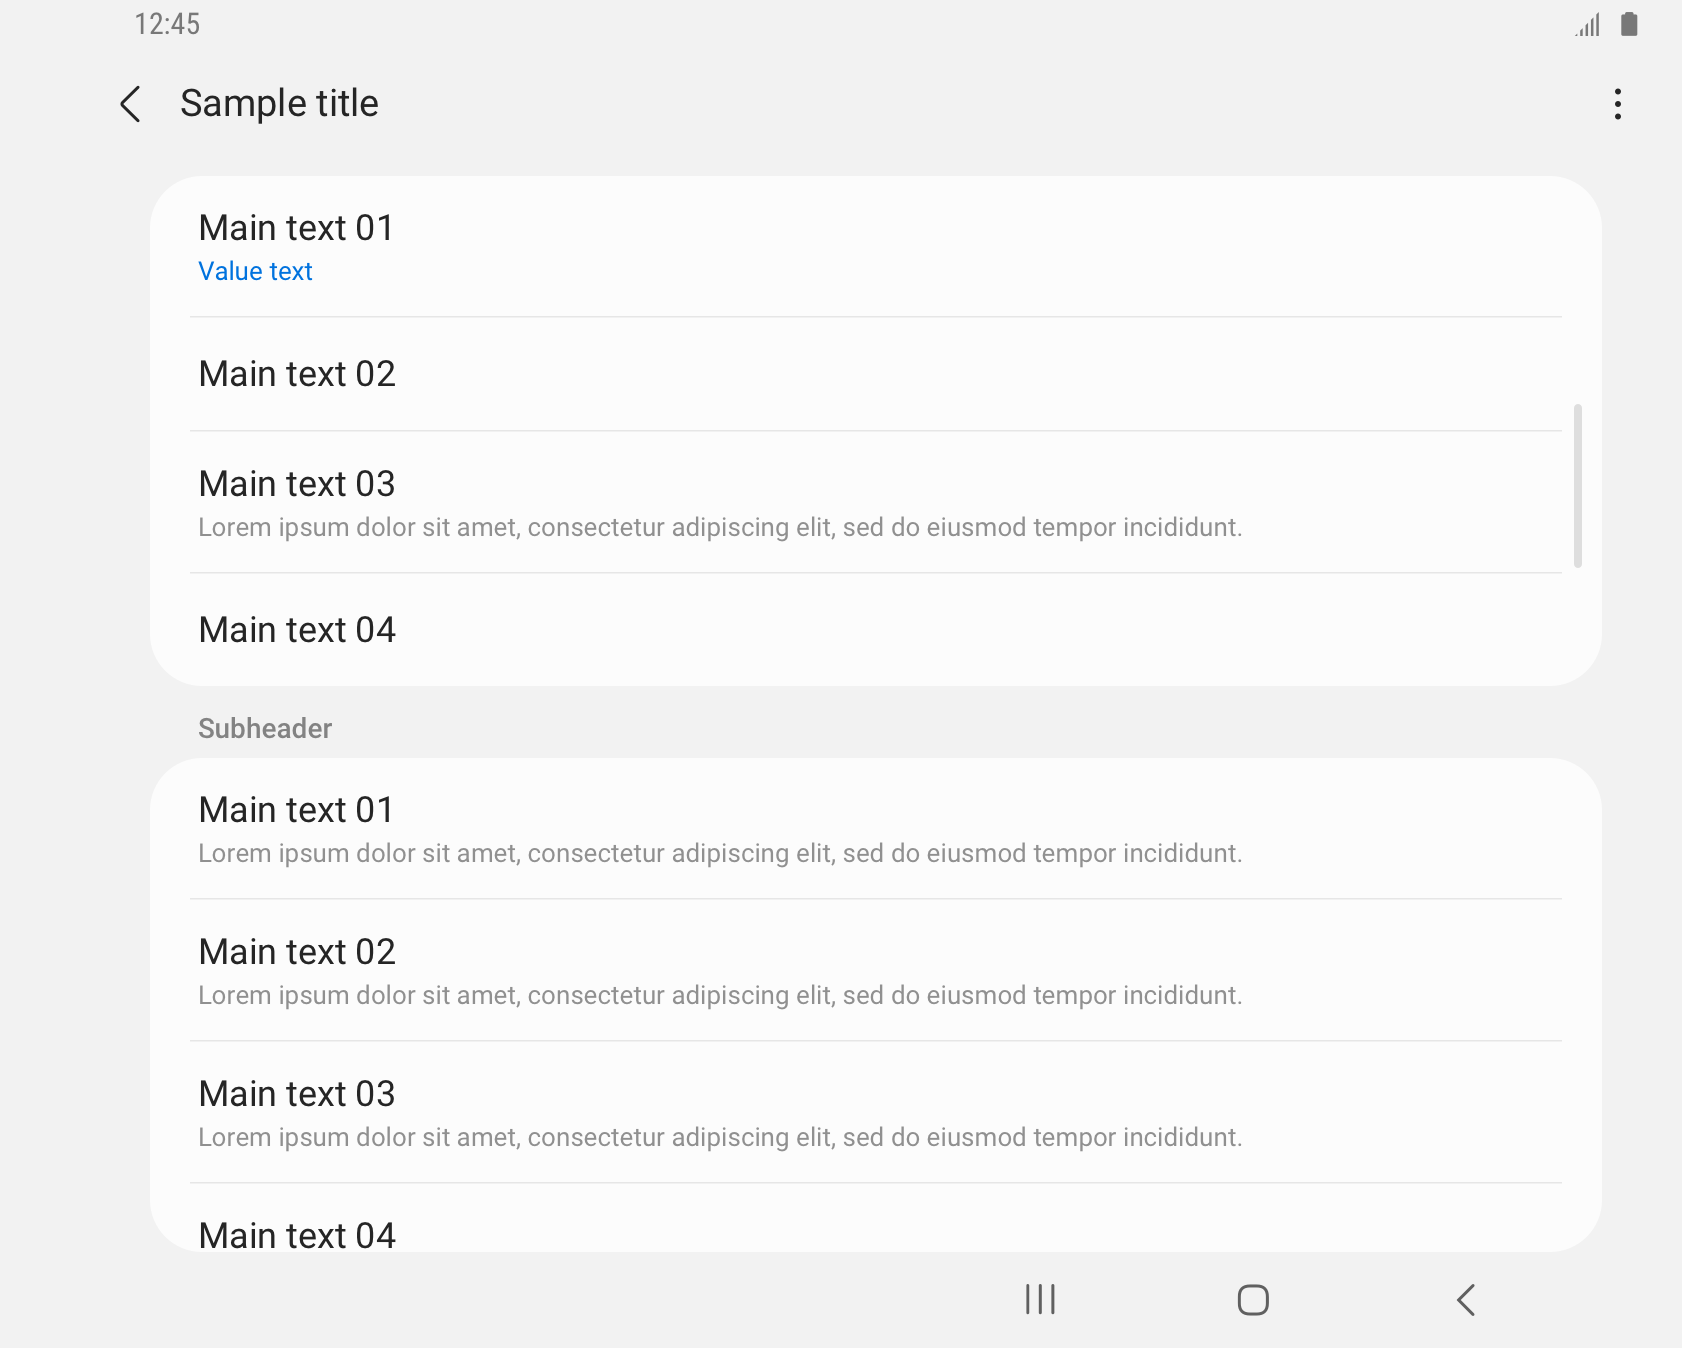 12:45
Sample title
Main text 01
Value text
Main text 02
Main text 03
Lorem ipsum dolor sit amet, consectetur adipiscing elit, sed do eiusmod tempor incididunt.
Main text 04
Subheader
Main text 01
Lorem ipsum dolor sit amet, consectetur adipiscing elit, sed do eiusmod tempor incididunt.
Main text 02
Lorem ipsum dolor sit amet, consectetur adipiscing elit, sed do eiusmod tempor incididunt.
Main text 03
Lorem ipsum dolor sit amet, consectetur adipiscing elit, sed do eiusmod tempor incididunt.
Main text 04